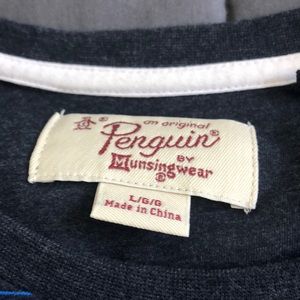 an original
Penguin®
BY
Munsingwear®
L/G/G
Made in China